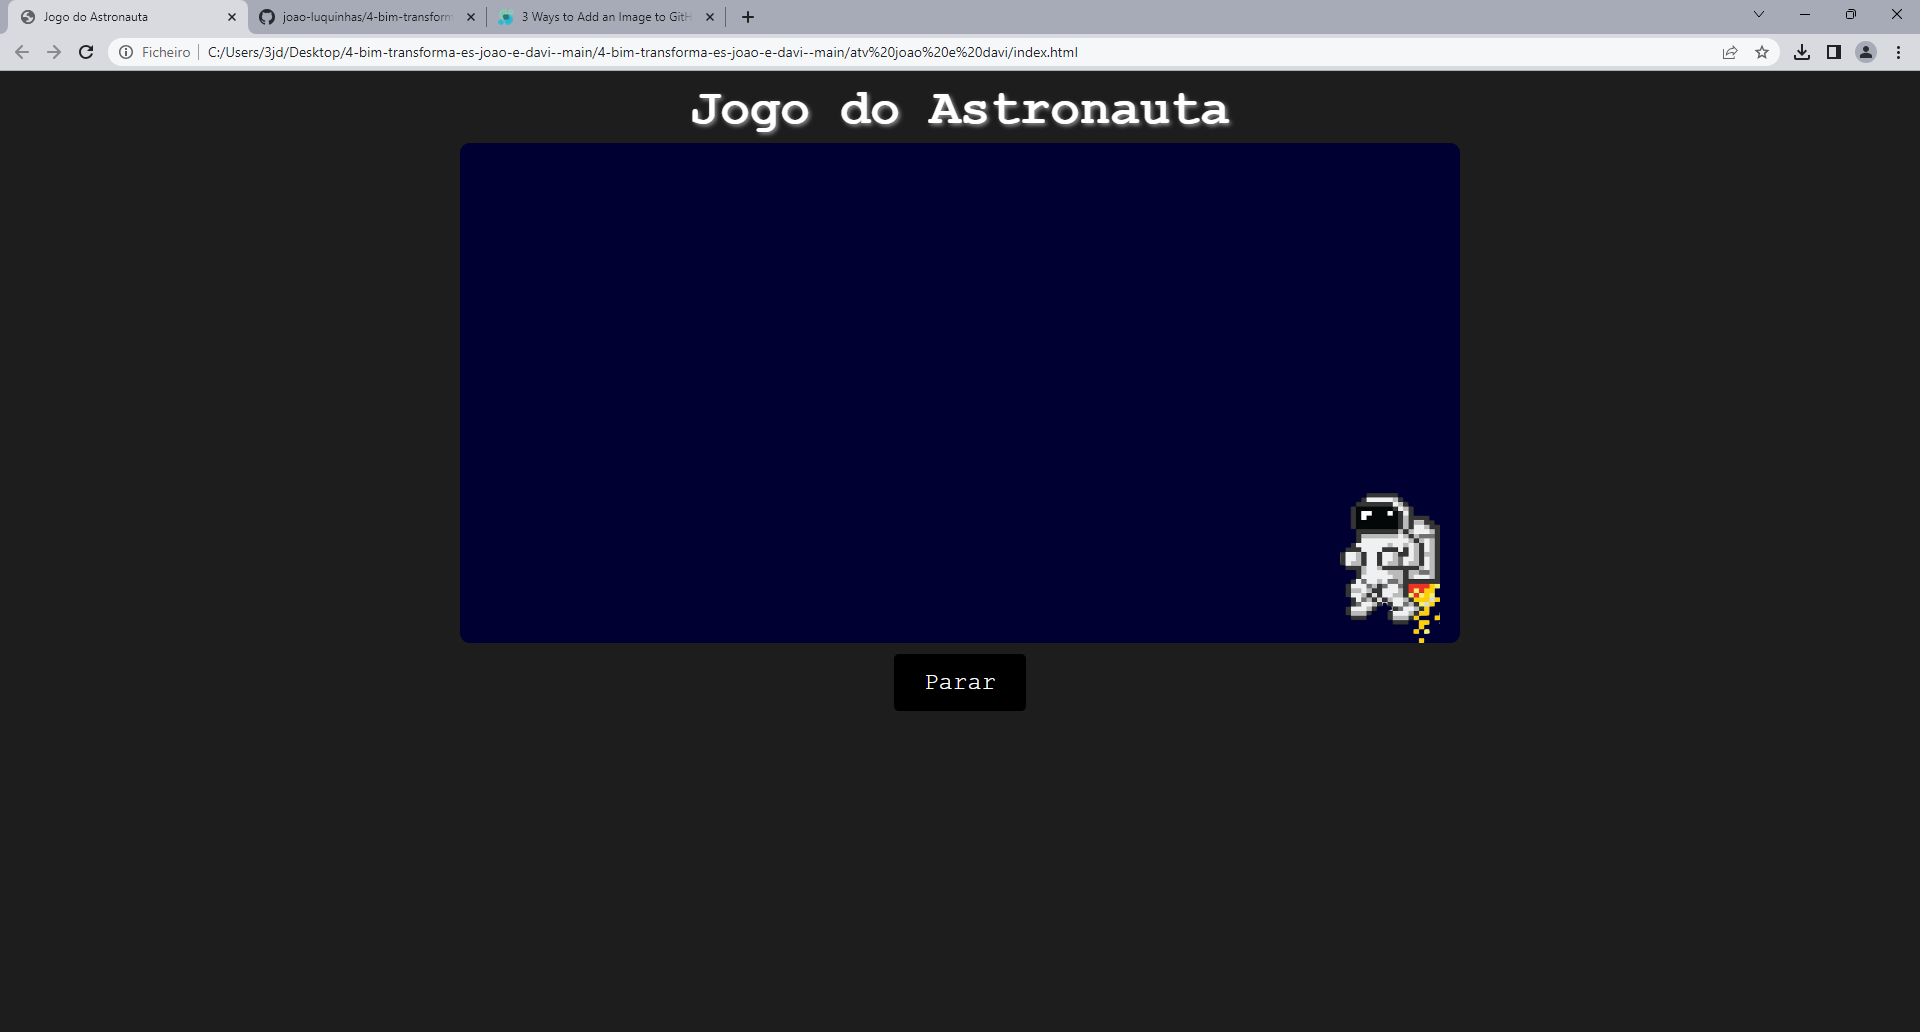 Jogo do Astronauta
joao-luquinhas/4-bim-transform
3 Ways to Add an Image to GitH
Ficheiro
C:/Users/3jd/Desktop/4-bim-transforma-es-joao-e-davi--main/4-bim-transforma-es-joao-e-davi--main/atv%20joao%20e%20davi/index.html
Jogo do Astronauta
Parar